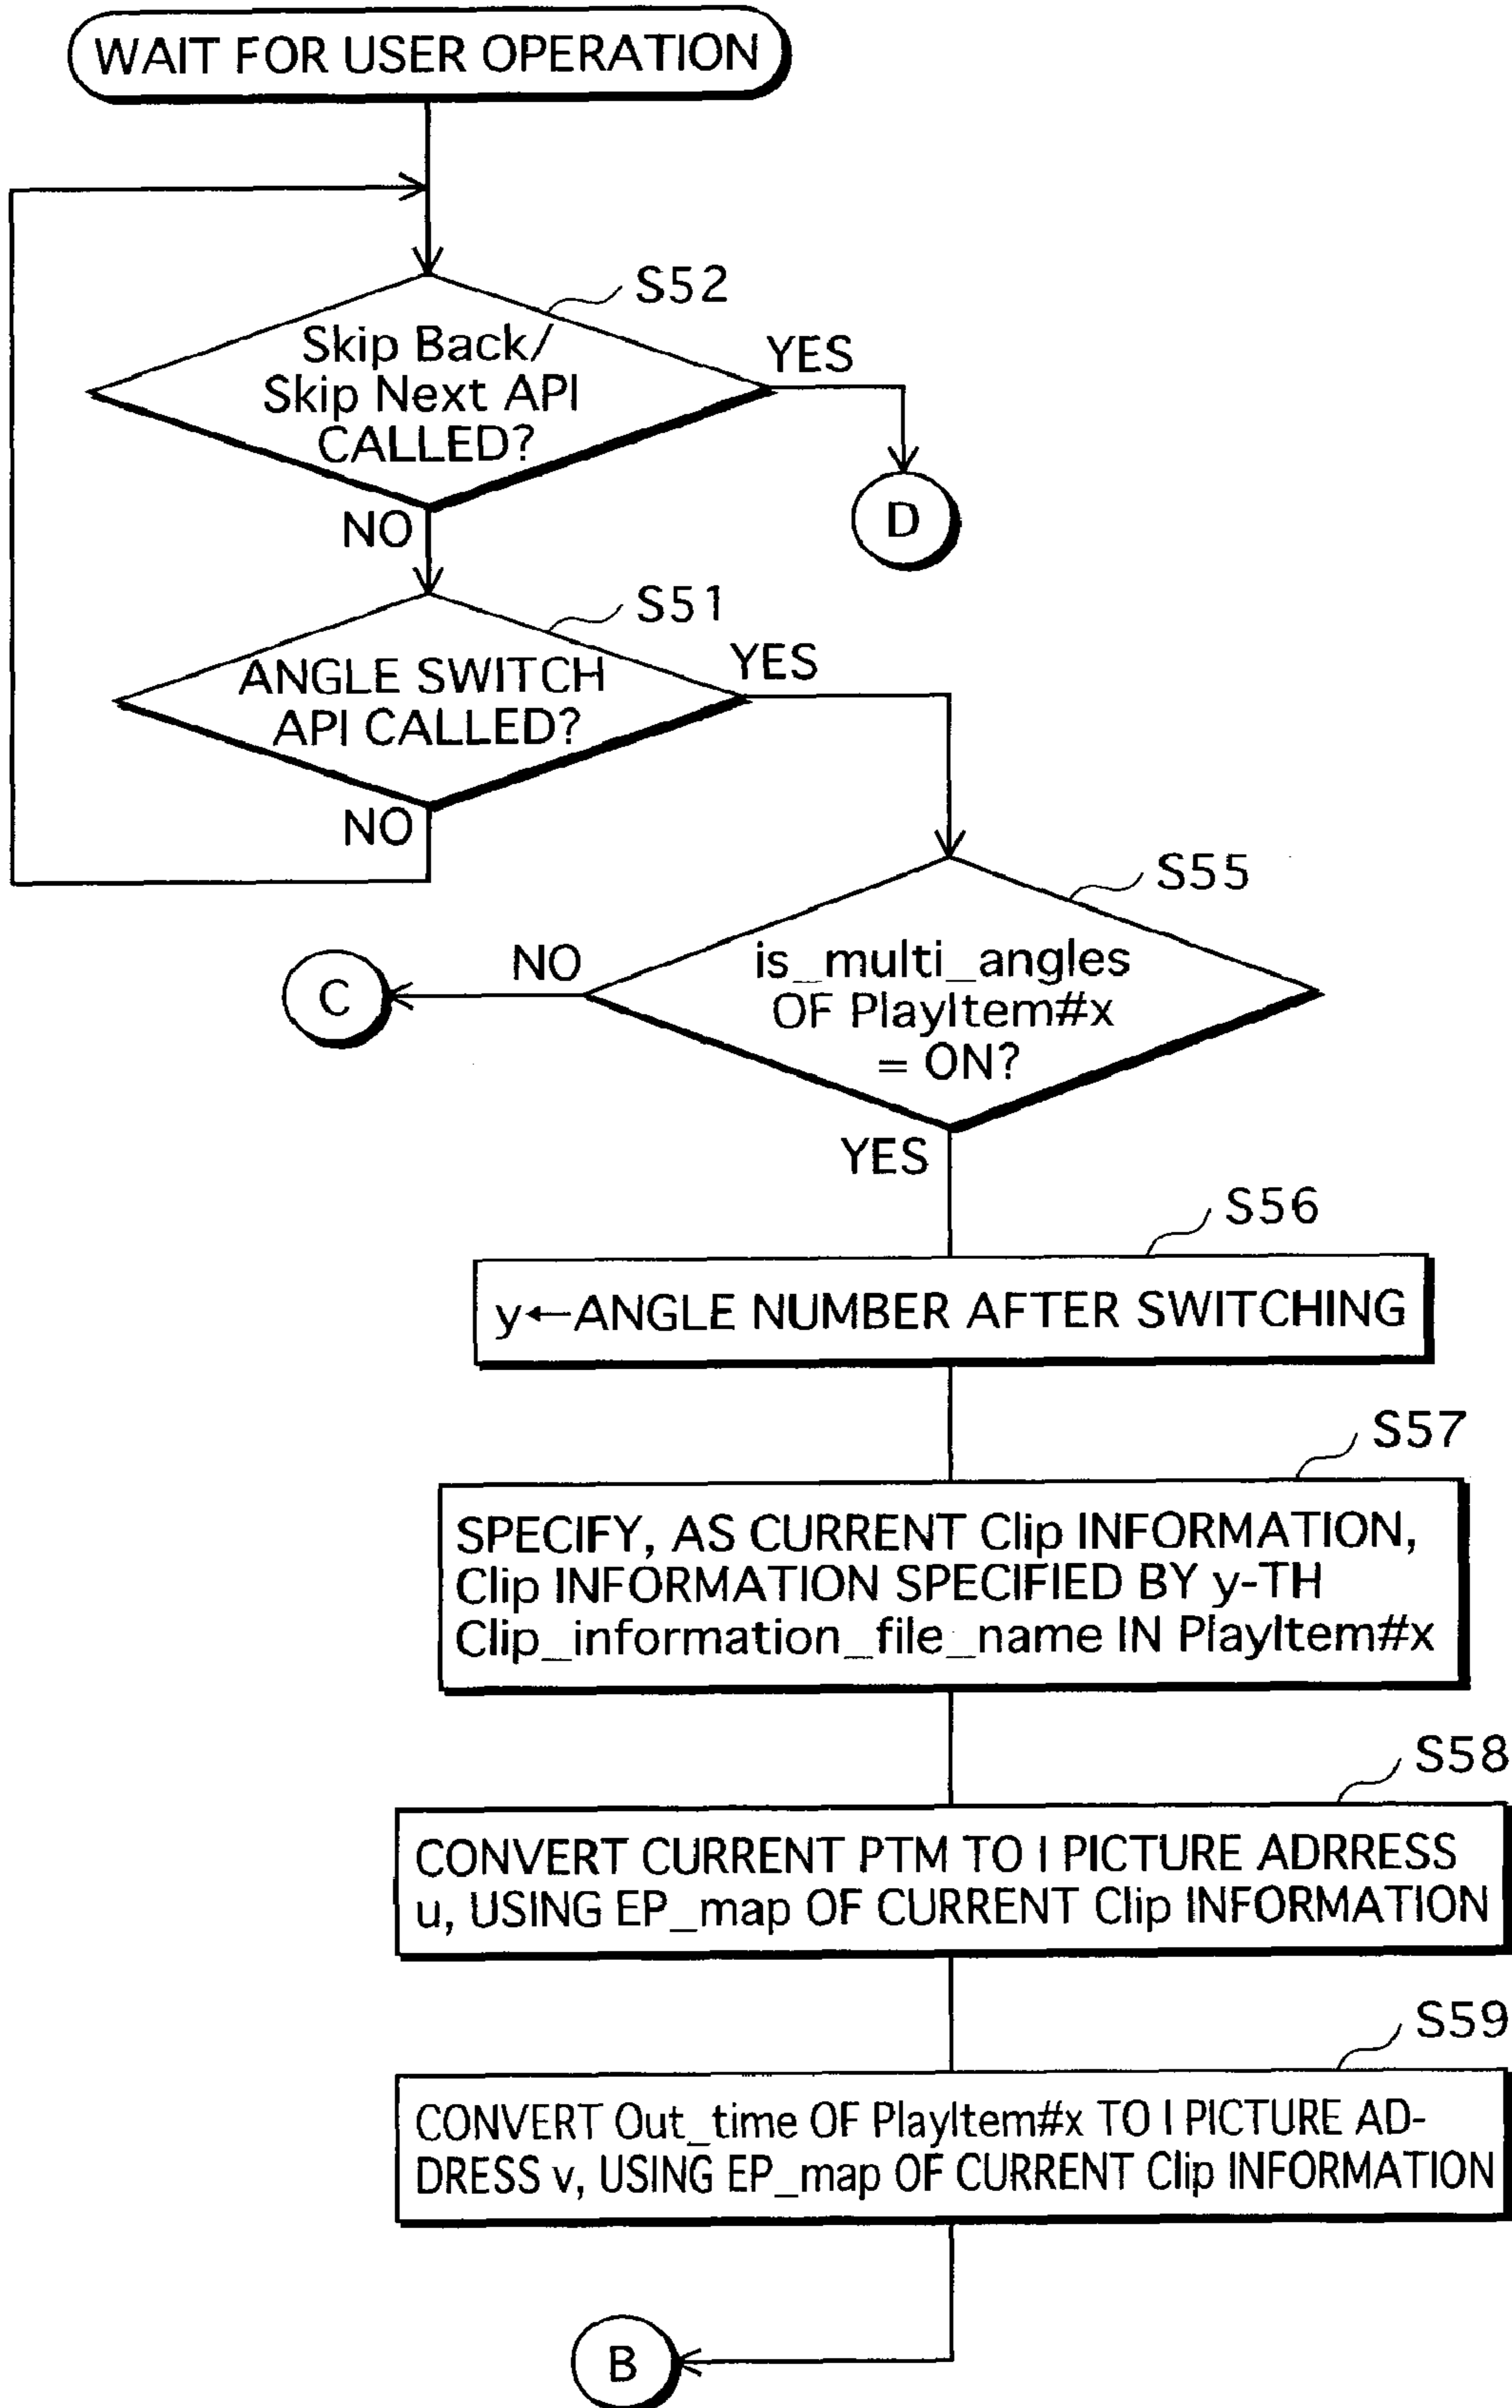 WAIT FOR USER OPERATION
S52
Skip Back/
Skip Next API
CALLED?
YES
D
NO
S51
ANGLE SWITCH
API CALLED?
YES
NO
S55
is_multi_angles
OF PlayItem#x
= ON?
NO
C
YES
S56
y←ANGLE NUMBER AFTER SWITCHING
S57
SPECIFY, AS CURRENT Clip INFORMATION,
Clip INFORMATION SPECIFIED BY y-TH
Clip_information_file_name IN PlayItem#x
S58
CONVERT CURRENT PTM TO I PICTURE ADRRESS
u, USING EP_map OF CURRENT Clip INFORMATION
S59
CONVERT Out_time OF PlayItem#x TO I PICTURE AD-
DRESS v, USING EP_map OF CURRENT Clip INFORMATION
B